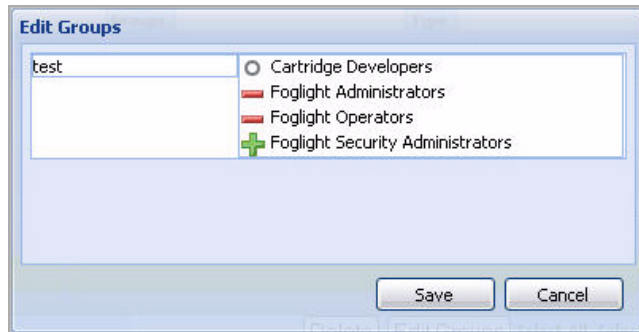 Edit Groups
test
Cartridge Developers
Foglight Administrators
Foglight Operators
Foglight Security Administrators
Save Cancel